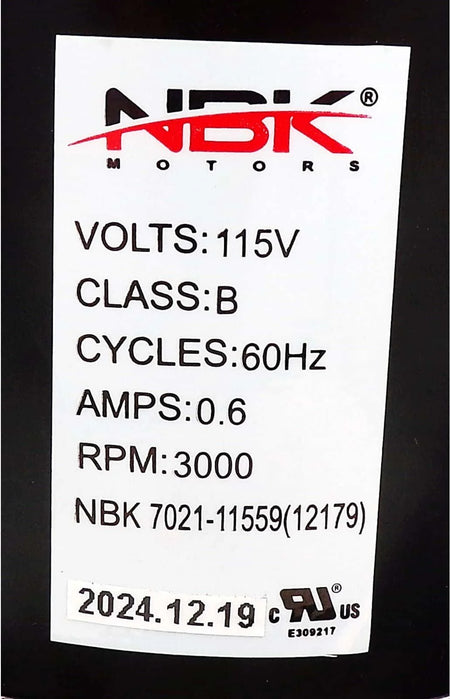 NBK®
MOTORS
VOLTS:115V
CLASS:B
CYCLES:60Hz
AMPS:0.6
RPM:3000
NBK 7021-11559(12179)
2024.12.19 c RU® US
E309217